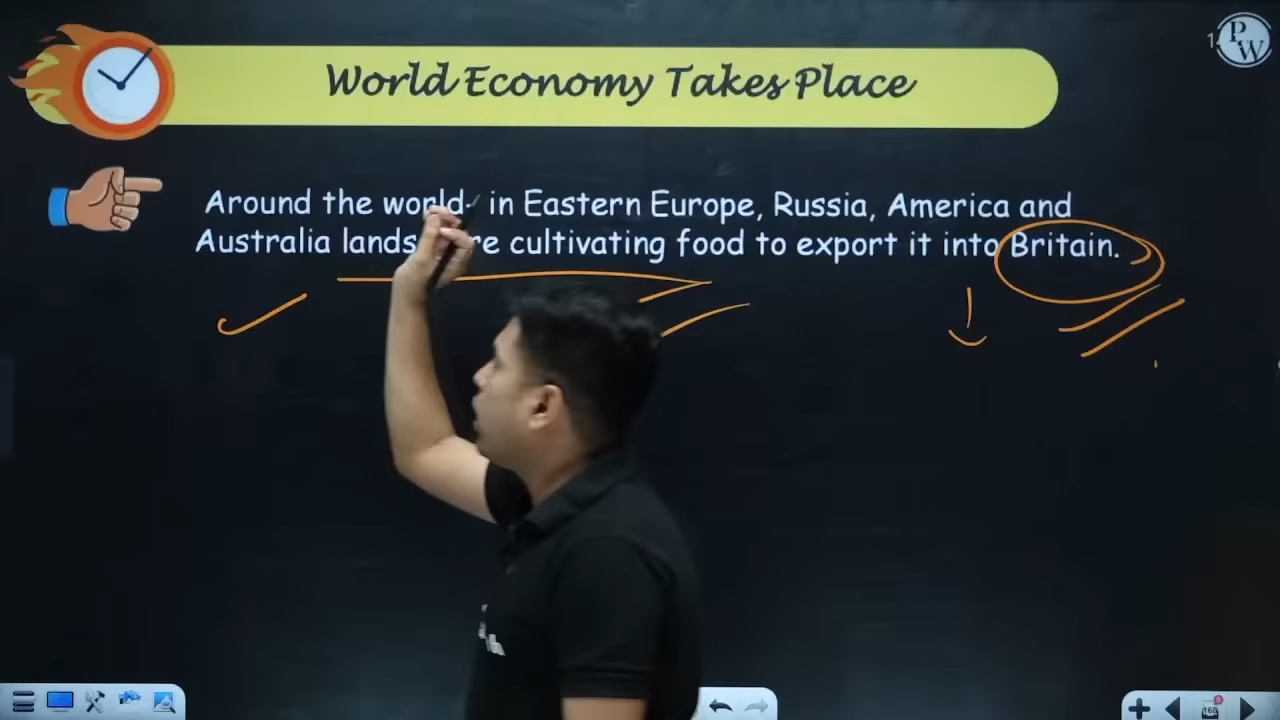 World Economy Takes Place
P
W
Around the world- in Eastern Europe, Russia, America and
Australia lands cultivating food to export it into Britain.
168